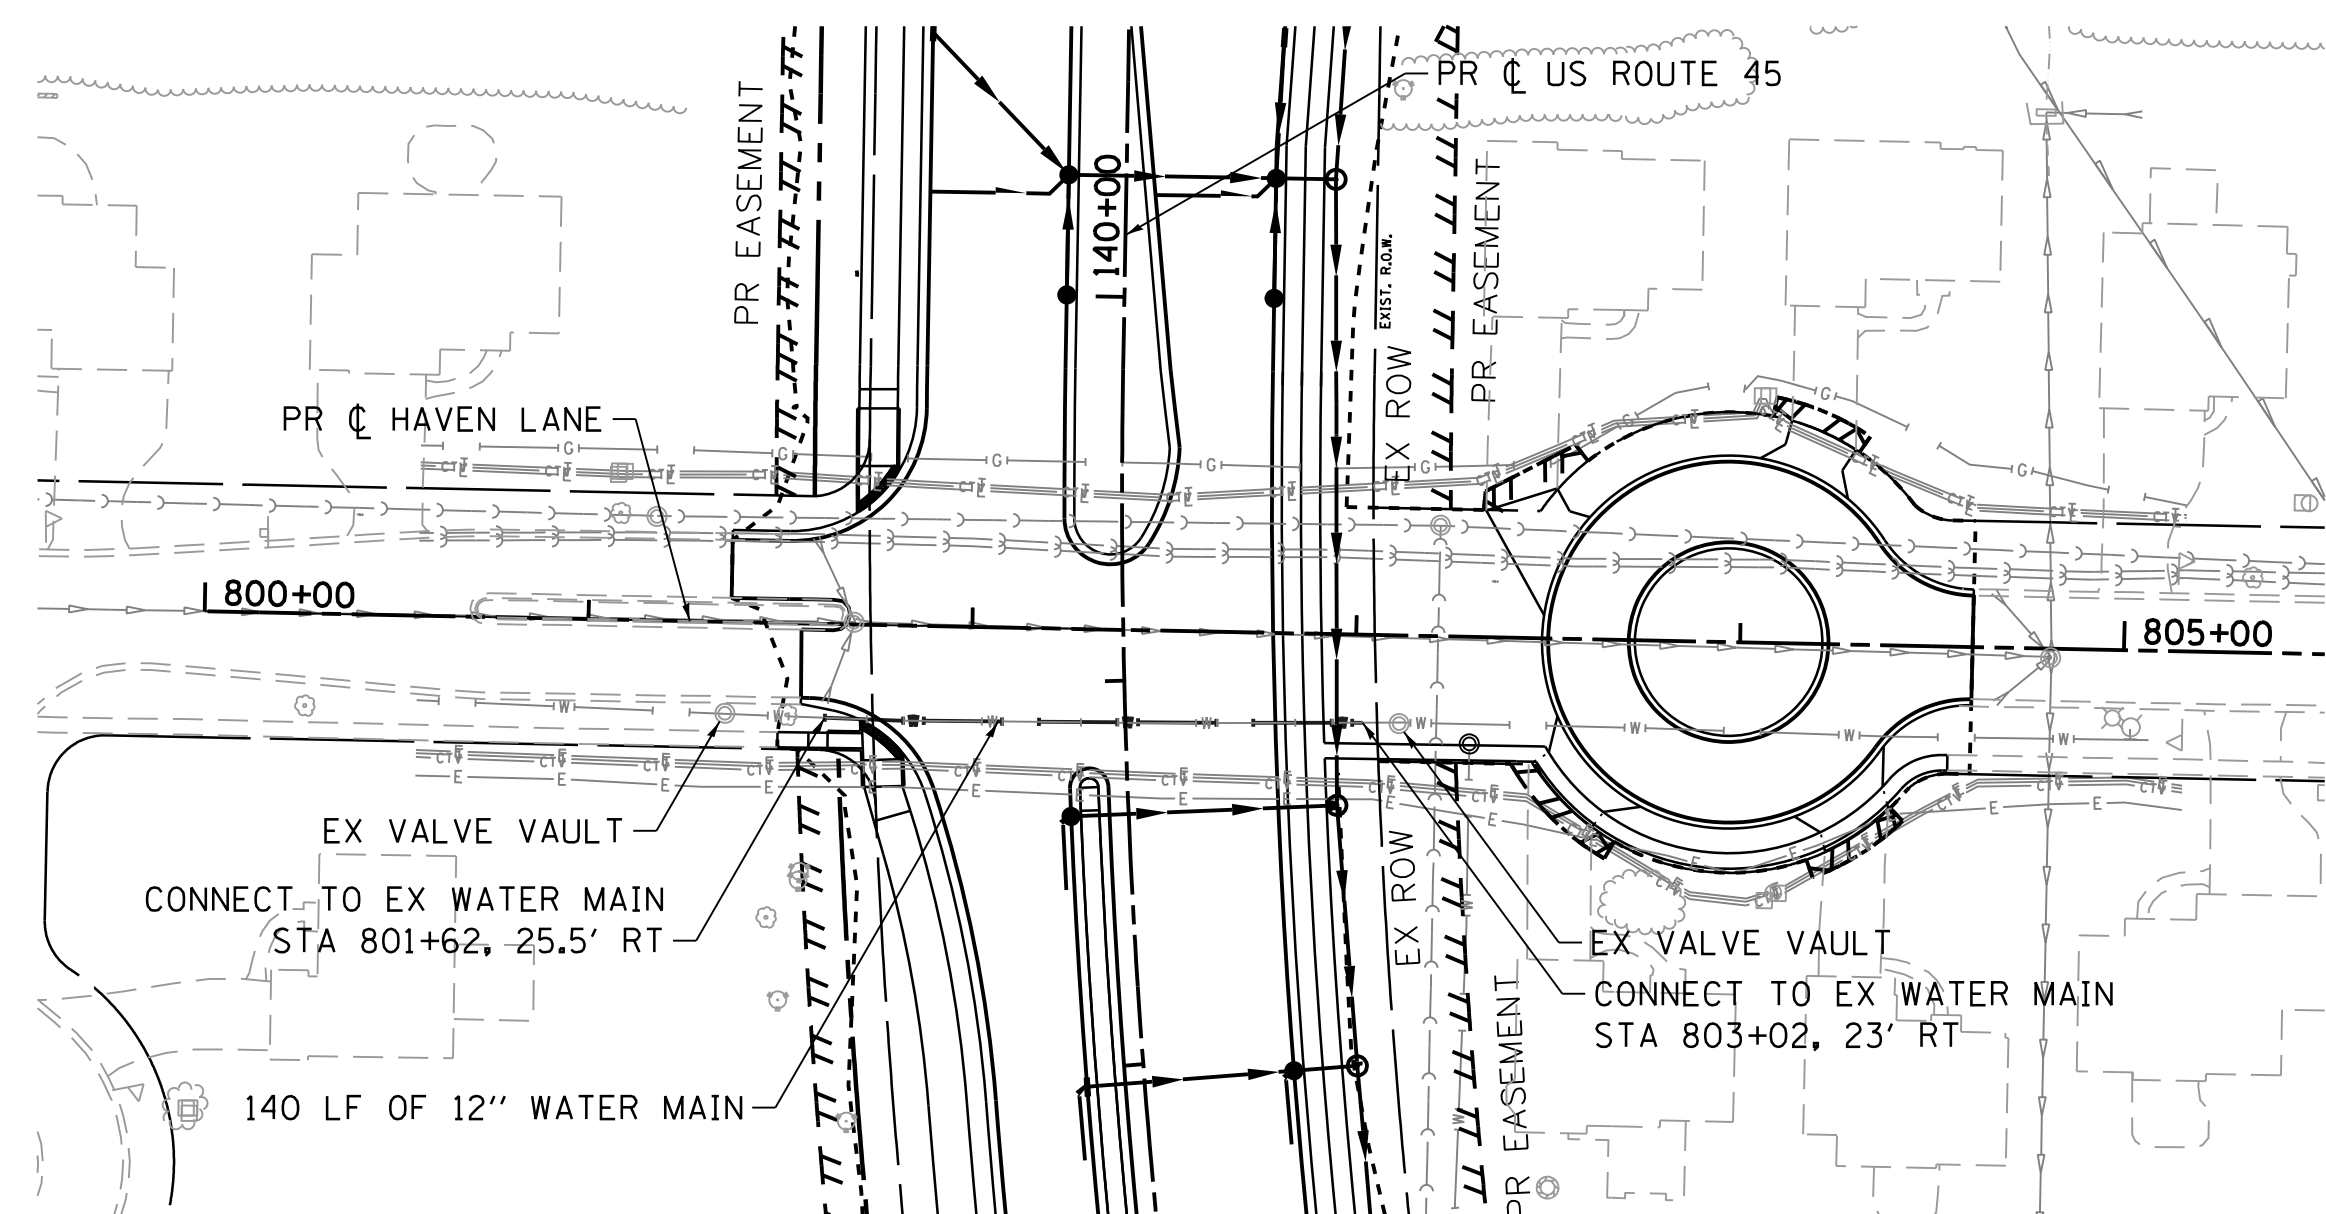 PR ℄ US ROUTE 45
PR EASEMENT
140+00
PR EASEMENT
EXIST. R.O.W.
EX ROW
PR ℄ HAVEN LANE
G
G
G
G
G
G
G
CTV
E
800+00
805+00
W
W
W
W
W
W
W
W
EX VALVE VAULT
CONNECT TO EX WATER MAIN
STA 801+62, 25.5' RT
140 LF OF 12" WATER MAIN
EX ROW
EX VALVE VAULT
CONNECT TO EX WATER MAIN
STA 803+02, 23' RT
PR EASEMENT